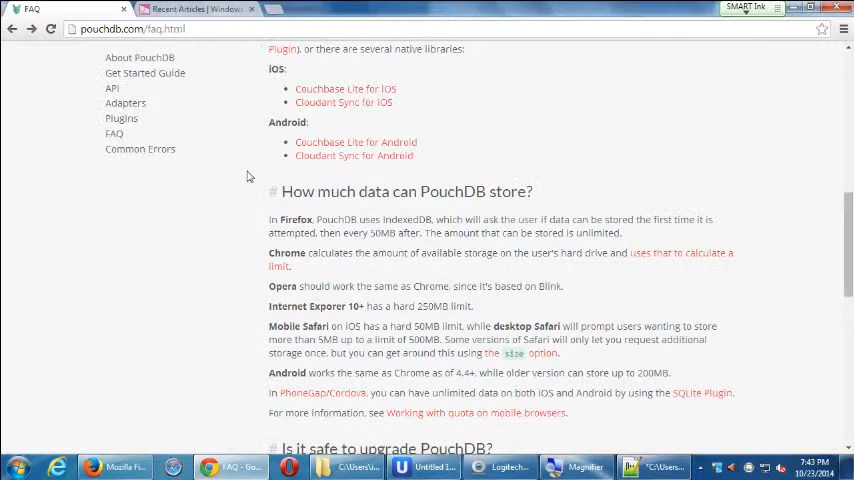 FAQ
Recent Articles | Windows
SMART Ink
pouchdb.com/faq.html
About PouchDB
Get Started Guide
API
Adapters
Plugins
FAQ
Common Errors
Plugin), or there are several native libraries:
iOS:
Couchbase Lite for iOS
Cloudant Sync for iOS
Android:
Couchbase Lite for Android
Cloudant Sync for Android
# How much data can PouchDB store?
In Firefox, PouchDB uses IndexedDB, which will ask the user if data can be stored the first time it is
attempted, then every 50MB after. The amount that can be stored is unlimited.
Chrome calculates the amount of available storage on the user's hard drive and uses that to calculate a
limit.
Opera should work the same as Chrome, since it's based on Blink.
Internet Exporer 10+ has a hard 250MB limit.
Mobile Safari on iOS has a hard 50MB limit, while desktop Safari will prompt users wanting to store
more than 5MB up to a limit of 500MB. Some versions of Safari will only let you request additional
storage once, but you can get around this using the size option.
Android works the same as Chrome as of 4.4+, while older version can store up to 200MB.
In PhoneGap/Cordova, you can have unlimited data on both iOS and Android by using the SQLite Plugin.
For more information, see Working with quota on mobile browsers.
# Is it safe to upgrade PouchDB?
Mozilla Fi...
FAQ - Go...
C:\Users\i...
Untitled 1...
Logitech...
Magnifier
*C:\Users...
7:43 PM
10/23/2014